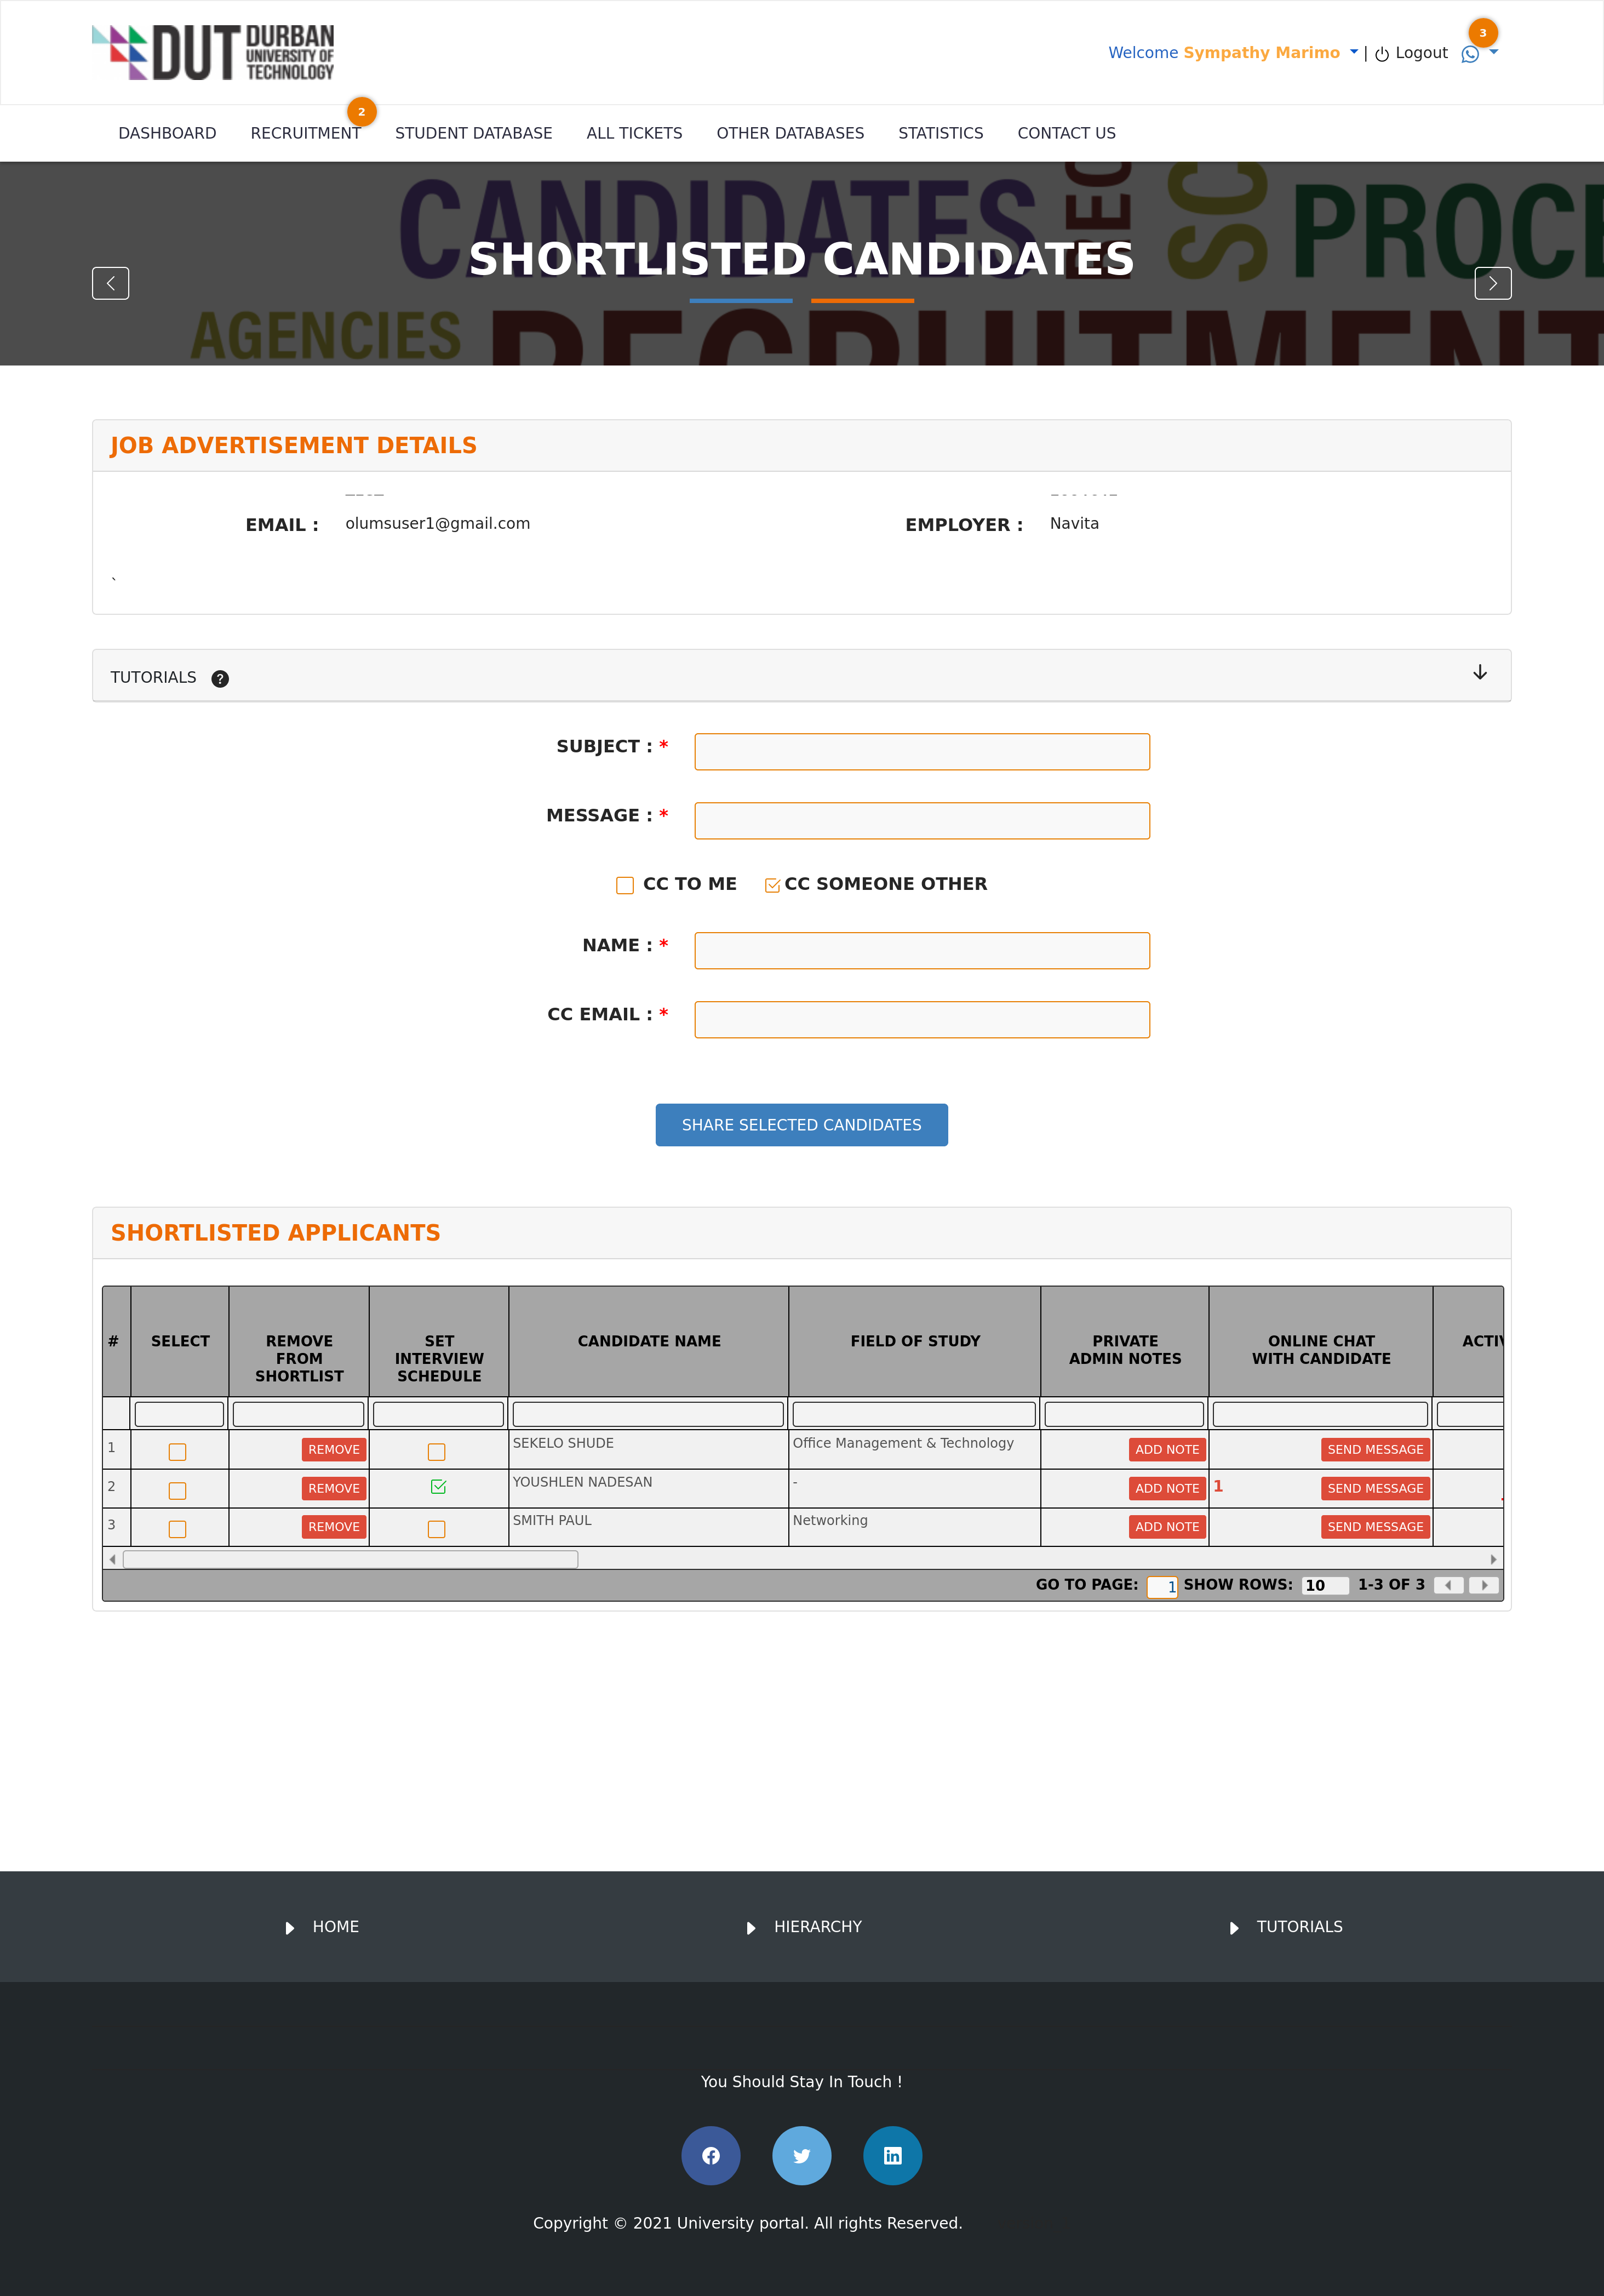 DUT DURBAN
UNIVERSITY OF
TECHNOLOGY
Welcome Sympathy Marimo | Logout 3
2
DASHBOARD RECRUITMENT STUDENT DATABASE ALL TICKETS OTHER DATABASES STATISTICS CONTACT US
CANDIDATES
SHORTLISTED CANDIDATES
AGENCIES
JOB ADVERTISEMENT DETAILS
EMAIL : olumsuser1@gmail.com EMPLOYER : Navita
`
TUTORIALS ?
SUBJECT : *
MESSAGE : *
CC TO ME CC SOMEONE OTHER
NAME : *
CC EMAIL : *
SHARE SELECTED CANDIDATES
SHORTLISTED APPLICANTS
# SELECT REMOVE FROM SHORTLIST SET INTERVIEW SCHEDULE CANDIDATE NAME FIELD OF STUDY PRIVATE ADMIN NOTES ONLINE CHAT WITH CANDIDATE
1 REMOVE SEKELO SHUDE Office Management & Technology ADD NOTE SEND MESSAGE
2 REMOVE YOUSHLEN NADESAN - ADD NOTE 1 SEND MESSAGE
3 REMOVE SMITH PAUL Networking ADD NOTE SEND MESSAGE
GO TO PAGE: 1 SHOW ROWS: 10 1-3 OF 3
HOME HIERARCHY TUTORIALS
You Should Stay In Touch !
Copyright © 2021 University portal. All rights Reserved.